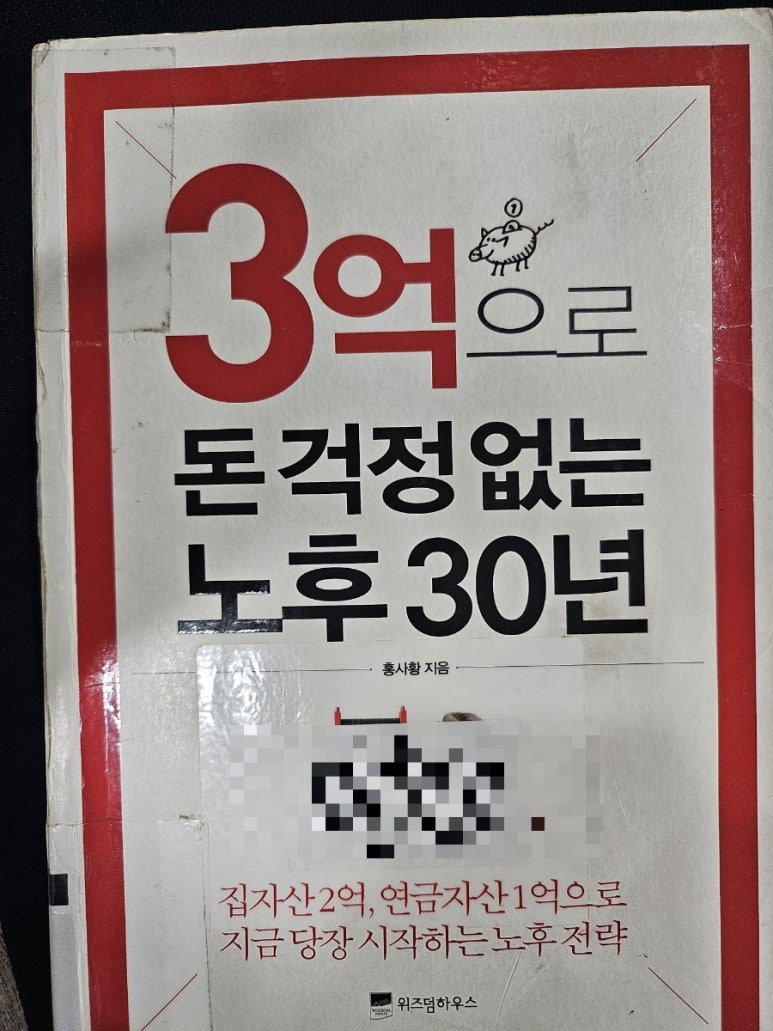 3억으로
돈 걱정 없는
노후 30년
홍사황 지음
집자산 2억, 연금자산 1억으로
지금 당장 시작하는 노후 전략
위즈덤하우스